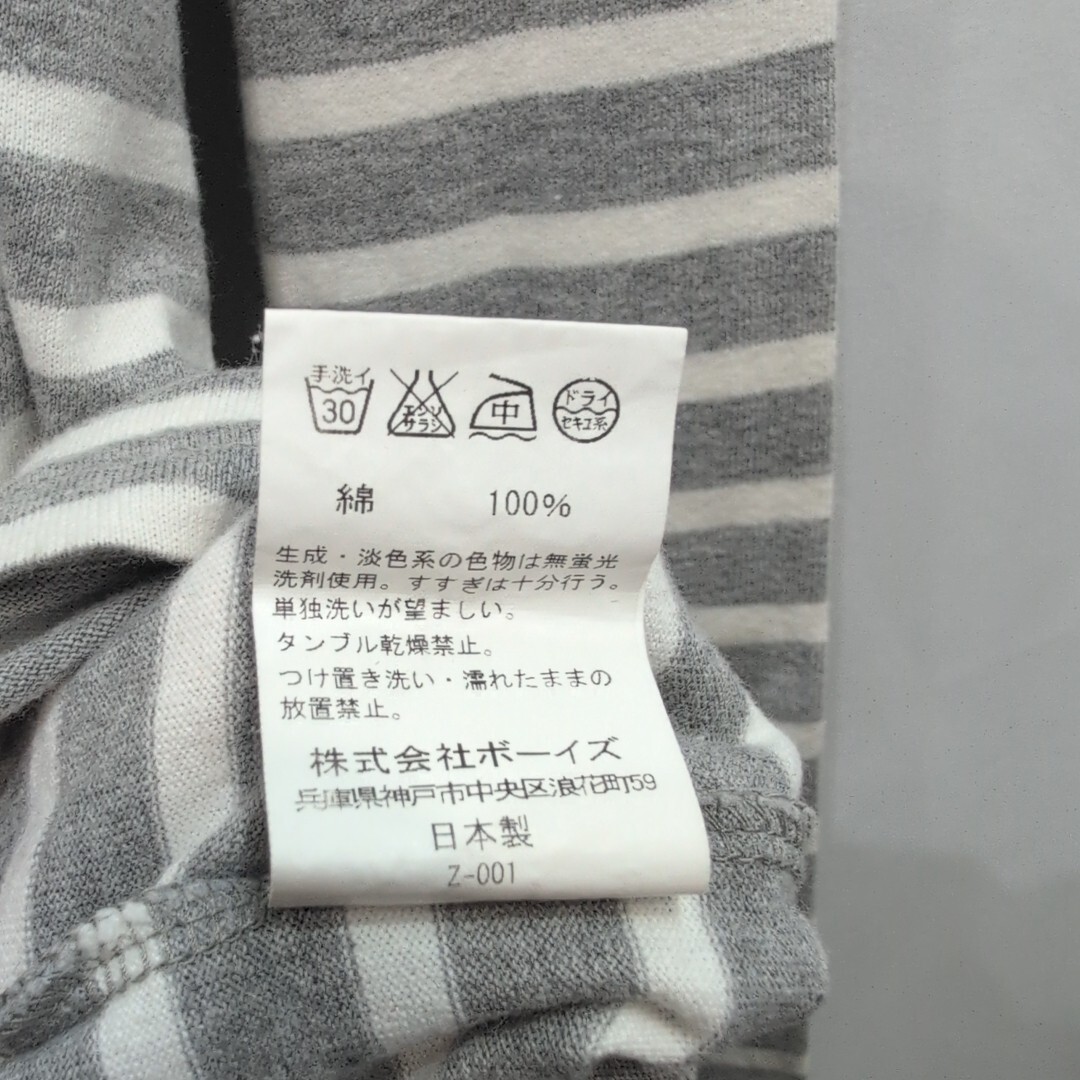 手洗イ
30
エンソ
サラシ
中
ドライ
セキユ系
綿 100%
生成・淡色系の色物は無蛍光
洗剤使用。すすぎは十分行う。
単独洗いが望ましい。
タンブル乾燥禁止。
つけ置き洗い・濡れたままの
放置禁止。
株式会社ボーイズ
兵庫県神戸市中央区浪花町59
日本製
Z-001